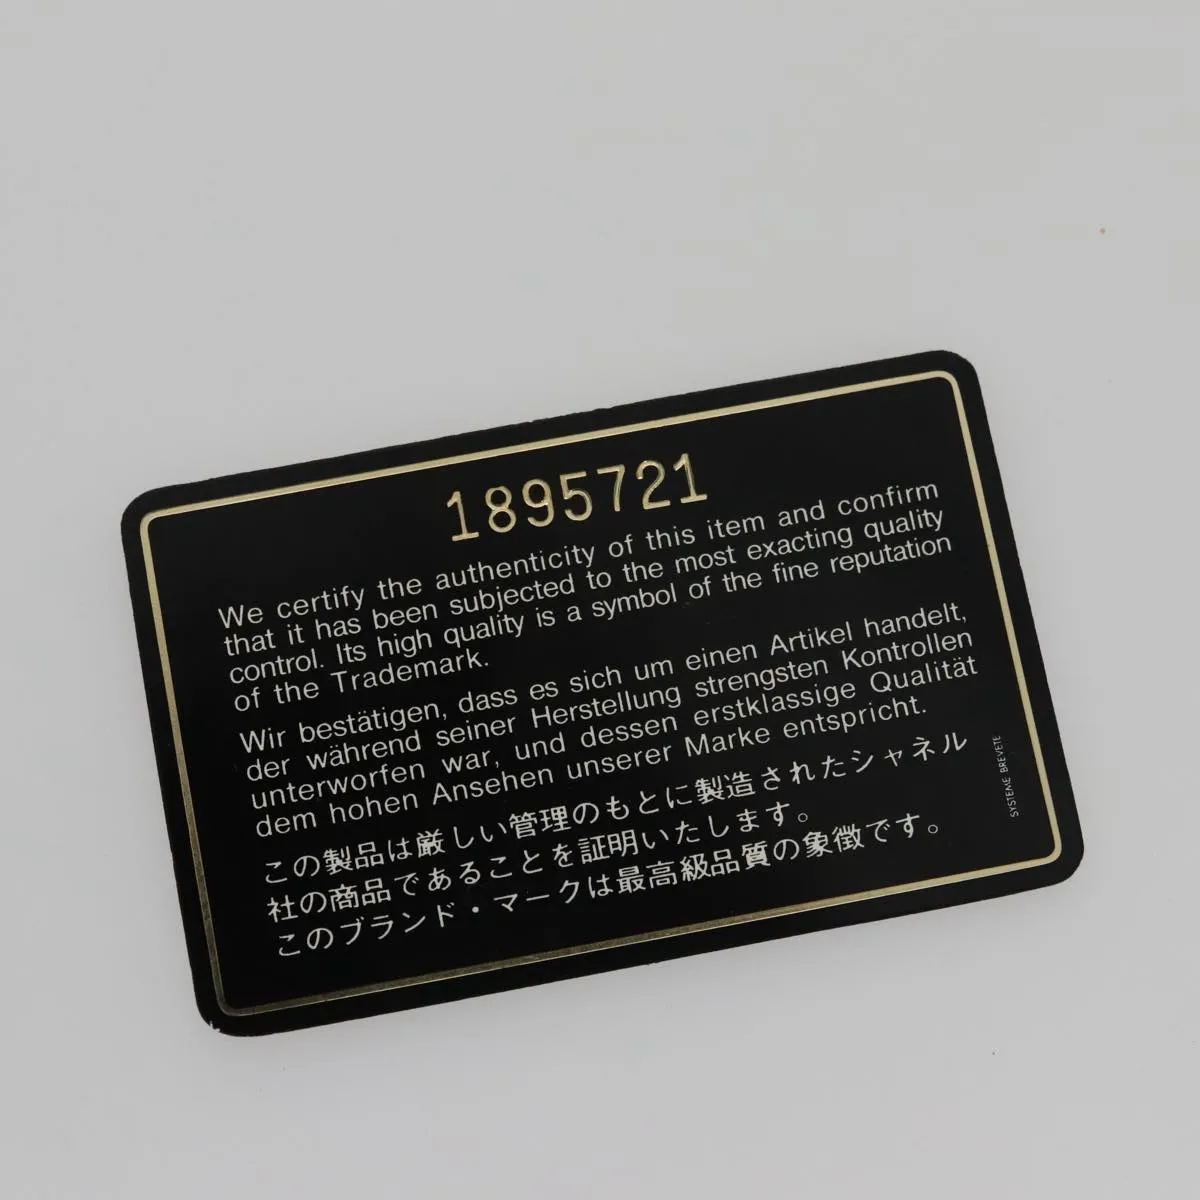 1895721
We certify the authenticity of this item and confirm
that it has been subjected to the most exacting quality
control. Its high quality is a symbol of the fine reputation
of the Trademark.
Wir bestätigen, dass es sich um einen Artikel handelt,
der während seiner Herstellung strengsten Kontrollen
unterworfen war, und dessen erstklassige Qualität
dem hohen Ansehen unserer Marke entspricht.
この製品は厳しい管理のもとに製造されたシャネル
社の商品であることを証明いたします。
このブランド・マークは最高級品質の象徴です。
SYSTEME BREVETE